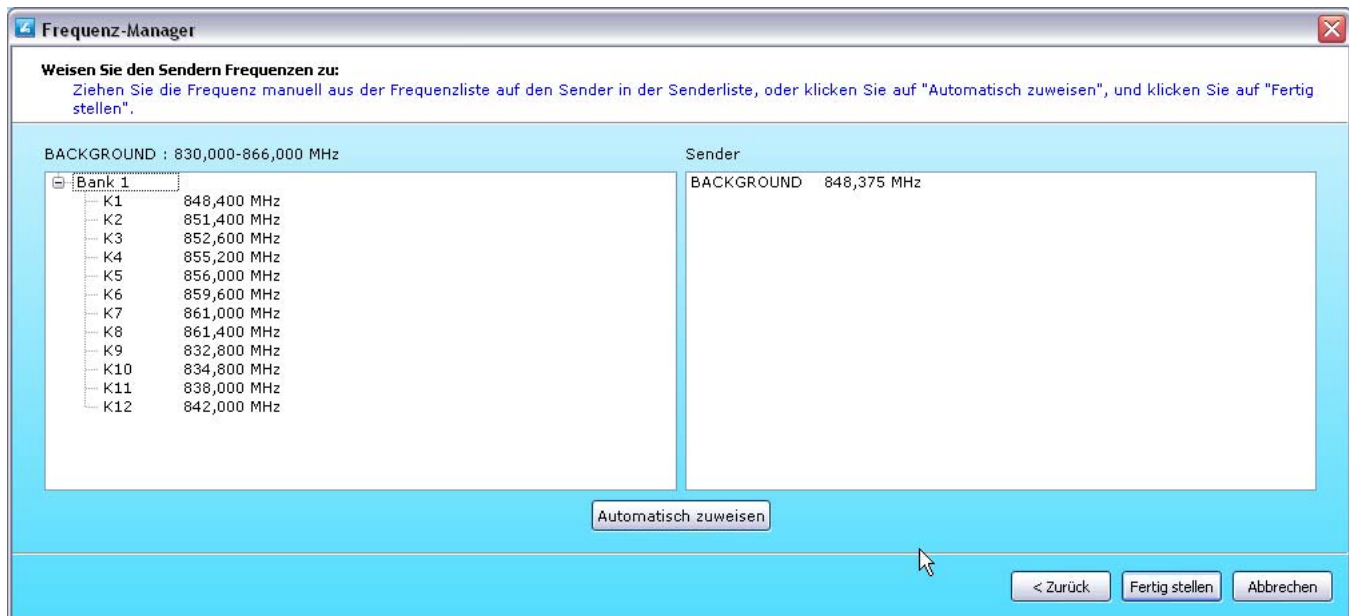 Frequenz-Manager
Weisen Sie den Sendern Frequenzen zu:
Ziehen Sie die Frequenz manuell aus der Frequenzliste auf den Sender in der Senderliste, oder klicken Sie auf "Automatisch zuweisen", und klicken Sie auf "Fertig
stellen".
BACKGROUND : 830,000-866,000 MHz
Bank 1
K1 848,400 MHz
K2 851,400 MHz
K3 852,600 MHz
K4 855,200 MHz
K5 856,000 MHz
K6 859,600 MHz
K7 861,000 MHz
K8 861,400 MHz
K9 832,800 MHz
K10 834,800 MHz
K11 838,000 MHz
K12 842,000 MHz
Sender
BACKGROUND 848,375 MHz
Automatisch zuweisen
< Zurück
Fertig stellen
Abbrechen